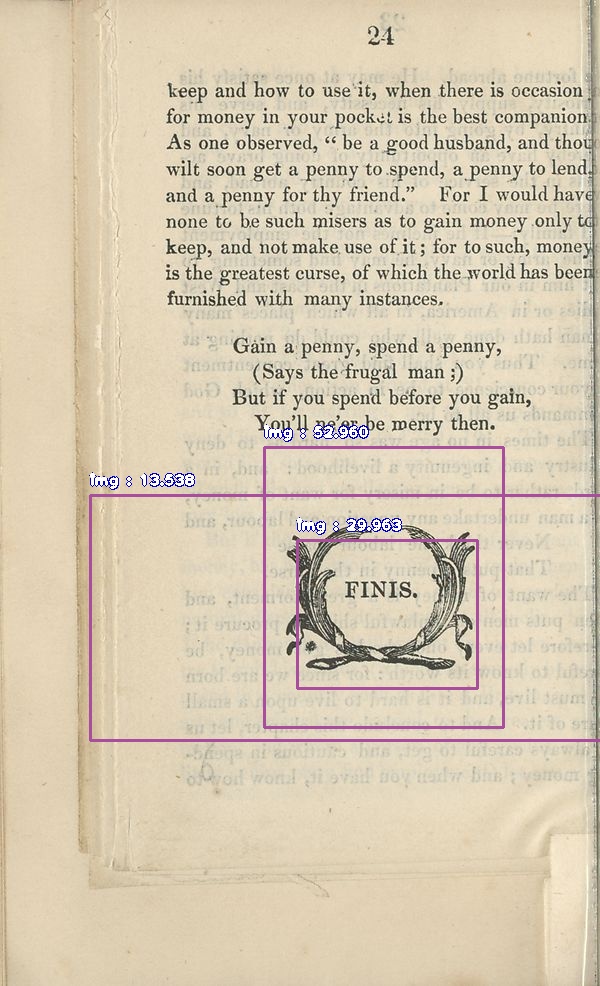 24
keep and how to use it, when there is occasion
for money in your pocket is the best companion.
As one observed, “ be a good husband, and thou
wilt soon get a penny to spend, a penny to lend,
and a penny for thy friend.” For I would have
none to be such misers as to gain money only to
keep, and not make use of it; for to such, money
is the greatest curse, of which the world has been
furnished with many instances.
Gain a penny, spend a penny,
(Says the frugal man ;)
But if you spend before you gain,
You’ll ne’er be merry then.
img : 52.960
img : 13.538
img : 29.963
FINIS.